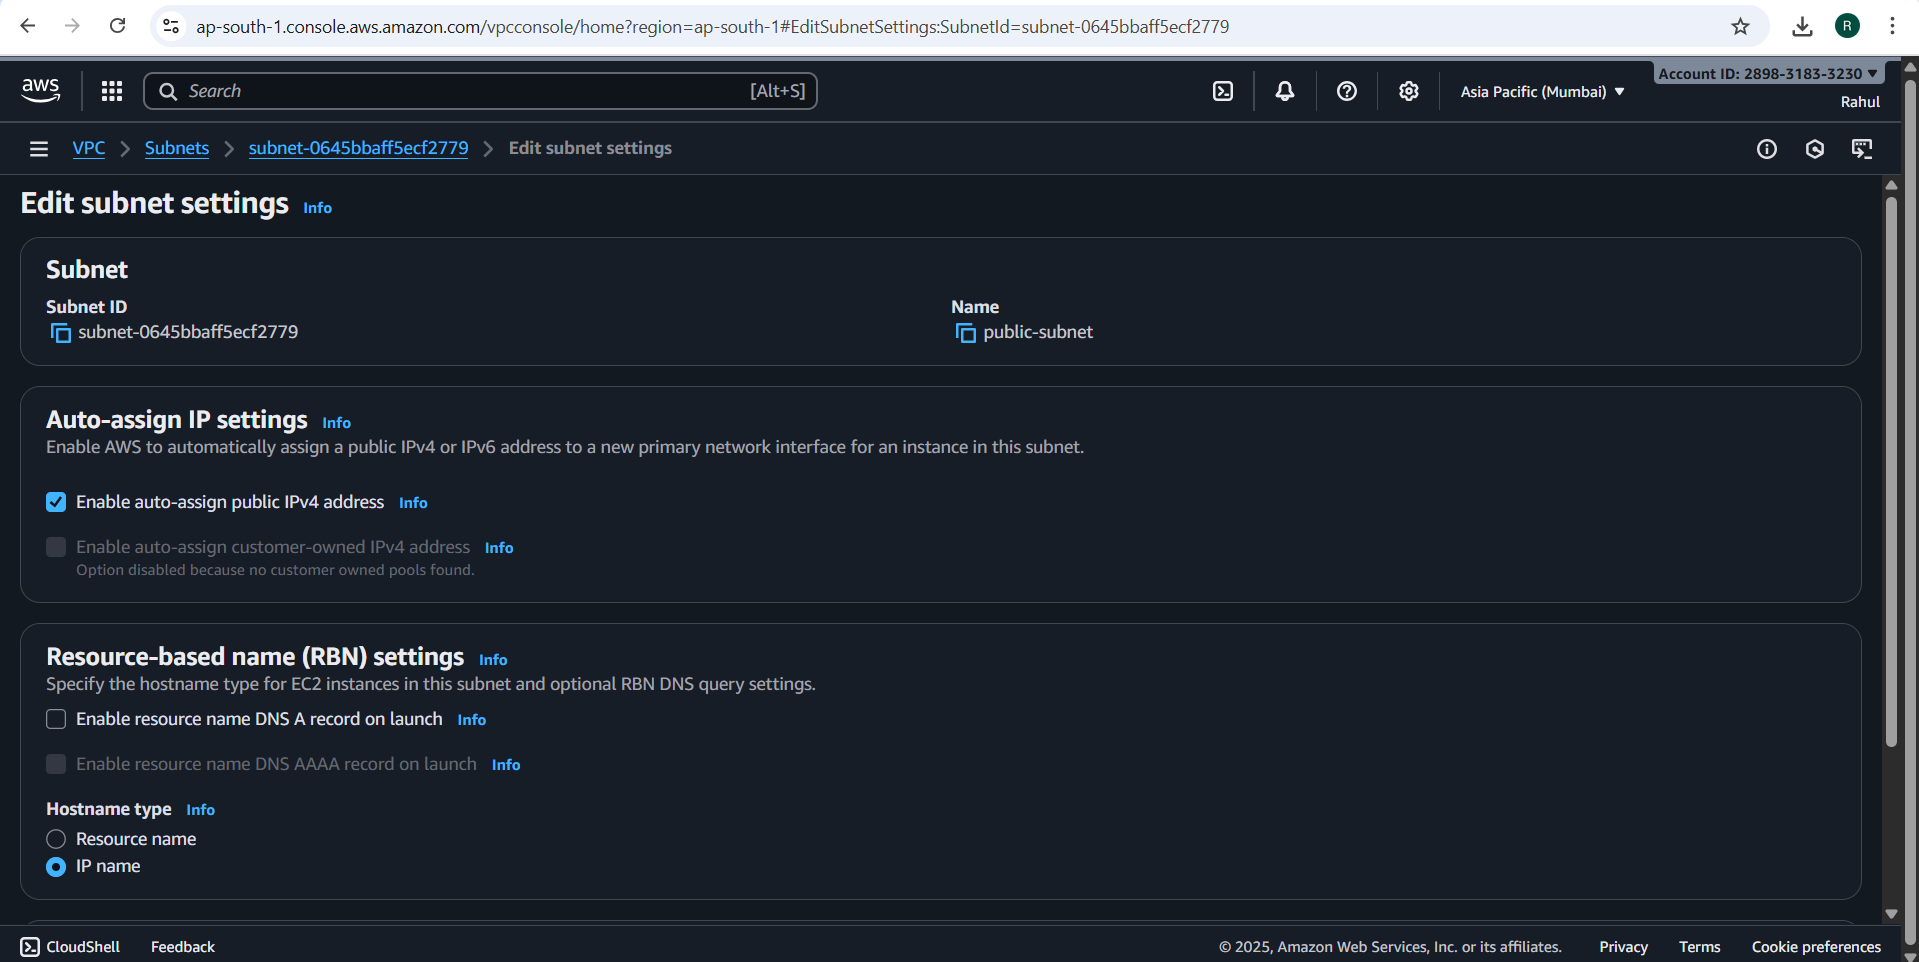 ap-south-1.console.aws.amazon.com/vpcconsole/home?region=ap-south-1#EditSubnetSettings:SubnetId=subnet-0645bbaff5ecf2779
R
aws
Search
[Alt+S]
Asia Pacific (Mumbai)
Account ID: 2898-3183-3230
Rahul
VPC
Subnets
subnet-0645bbaff5ecf2779
Edit subnet settings
Edit subnet settings Info
Subnet
Subnet ID
subnet-0645bbaff5ecf2779
Name
public-subnet
Auto-assign IP settings Info
Enable AWS to automatically assign a public IPv4 or IPv6 address to a new primary network interface for an instance in this subnet.
Enable auto-assign public IPv4 address Info
Enable auto-assign customer-owned IPv4 address Info
Option disabled because no customer owned pools found.
Resource-based name (RBN) settings Info
Specify the hostname type for EC2 instances in this subnet and optional RBN DNS query settings.
Enable resource name DNS A record on launch Info
Enable resource name DNS AAAA record on launch Info
Hostname type Info
Resource name
IP name
CloudShell
Feedback
© 2025, Amazon Web Services, Inc. or its affiliates.
Privacy
Terms
Cookie preferences